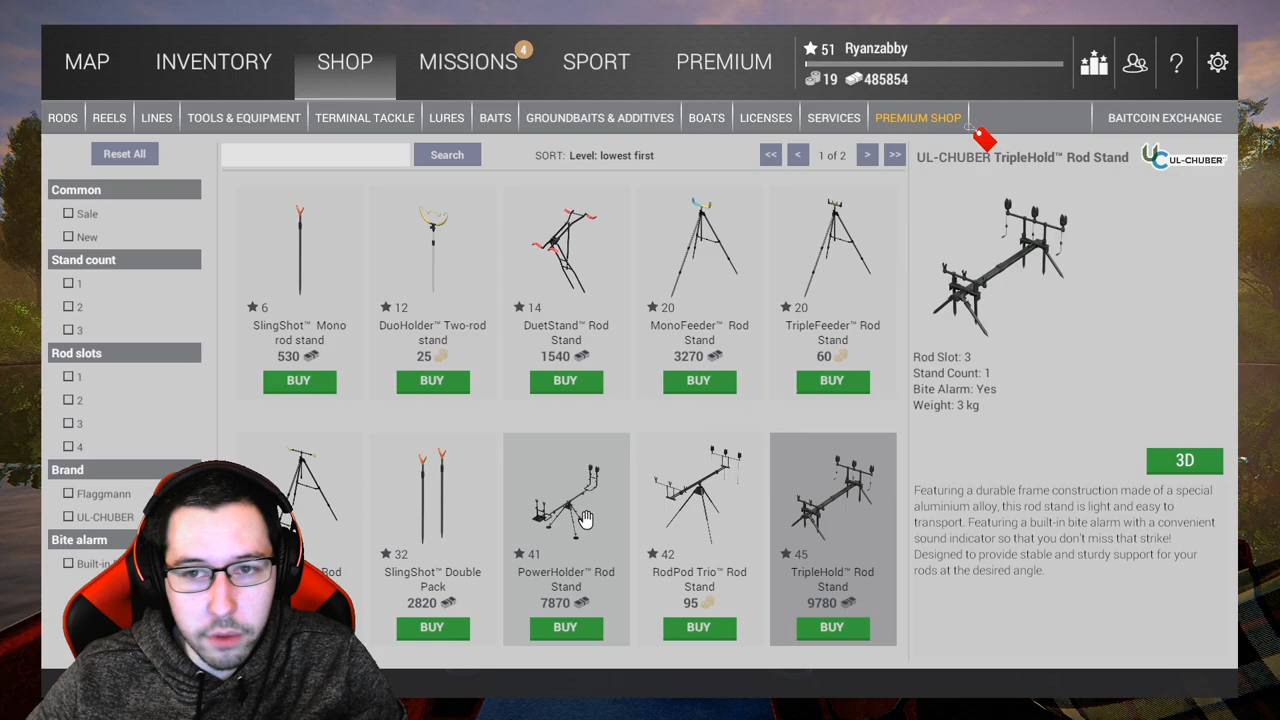 MAP
INVENTORY
SHOP
MISSIONS
4
SPORT
PREMIUM
51 Ryanzabby
19 485854
RODS
REELS
LINES
TOOLS & EQUIPMENT
TERMINAL TACKLE
LURES
BAITS
GROUNDBAITS & ADDITIVES
BOATS
LICENSES
SERVICES
PREMIUM SHOP
BAITCOIN EXCHANGE
Reset All
Search
SORT: Level: lowest first
<<
<
1 of 2
>
>>
Common
Sale
New
Stand count
1
2
3
Rod slots
1
2
3
4
Brand
Flaggmann
UL-CHUBER
Bite alarm
6
SlingShot™ Mono
rod stand
530
BUY
12
DuoHolder™ Two-rod
stand
25
BUY
14
DuetStand™ Rod
Stand
1540
BUY
20
MonoFeeder™ Rod
Stand
3270
BUY
20
TripleFeeder™ Rod
Stand
60
BUY
32
SlingShot™ Double
Pack
2820
BUY
41
PowerHolder™ Rod
Stand
7870
BUY
42
RodPod Trio™ Rod
Stand
95
BUY
45
TripleHold™ Rod
Stand
9780
BUY
UL-CHUBER TripleHold™ Rod Stand
UC UL-CHUBER
Rod Slot: 3
Stand Count: 1
Bite Alarm: Yes
Weight: 3 kg
3D
Featuring a durable frame construction made of a special
aluminium alloy, this rod stand is light and easy to
transport. Featuring a built-in bite alarm with a convenient
sound indicator so that you don't miss that strike!
Designed to provide stable and sturdy support for your
rods at the desired angle.